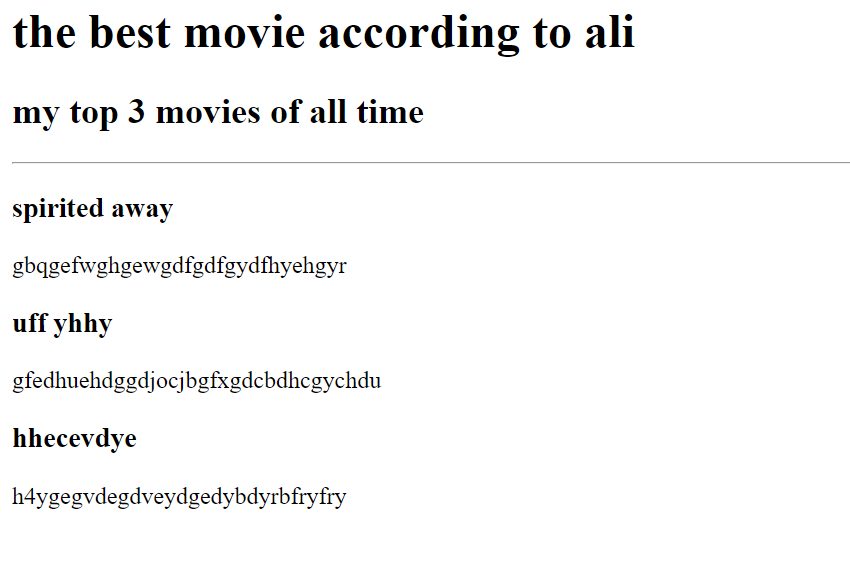 the best movie according to ali
my top 3 movies of all time
spirited away
gbqgefwghgewgdfgdfgydfhyehgyr
uff yhhy
gfedhuehdggdjocjbgfxgdcbdhcgychdu
hhecevdye
h4ygegvdegdveydgedybdyrbfryfry